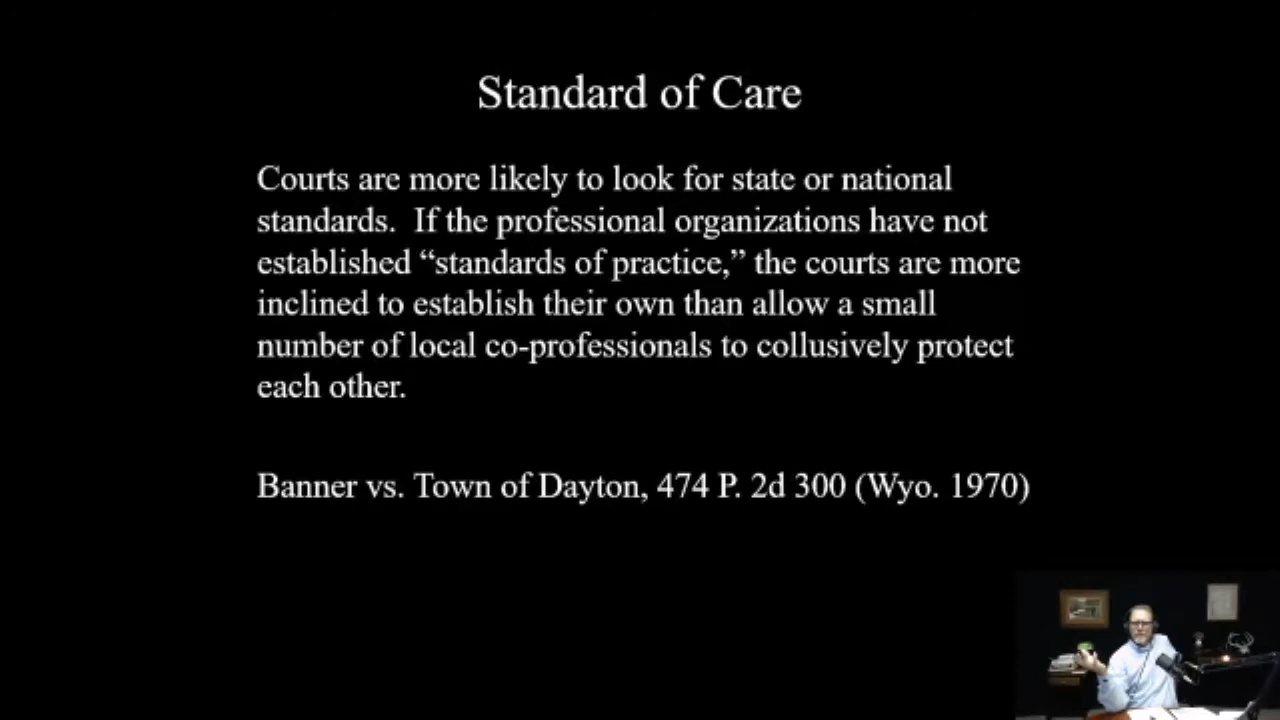 Standard of Care
Courts are more likely to look for state or national
standards.  If the professional organizations have not
established “standards of practice,” the courts are more
inclined to establish their own than allow a small
number of local co-professionals to collusively protect
each other.
Banner vs. Town of Dayton, 474 P. 2d 300 (Wyo. 1970)